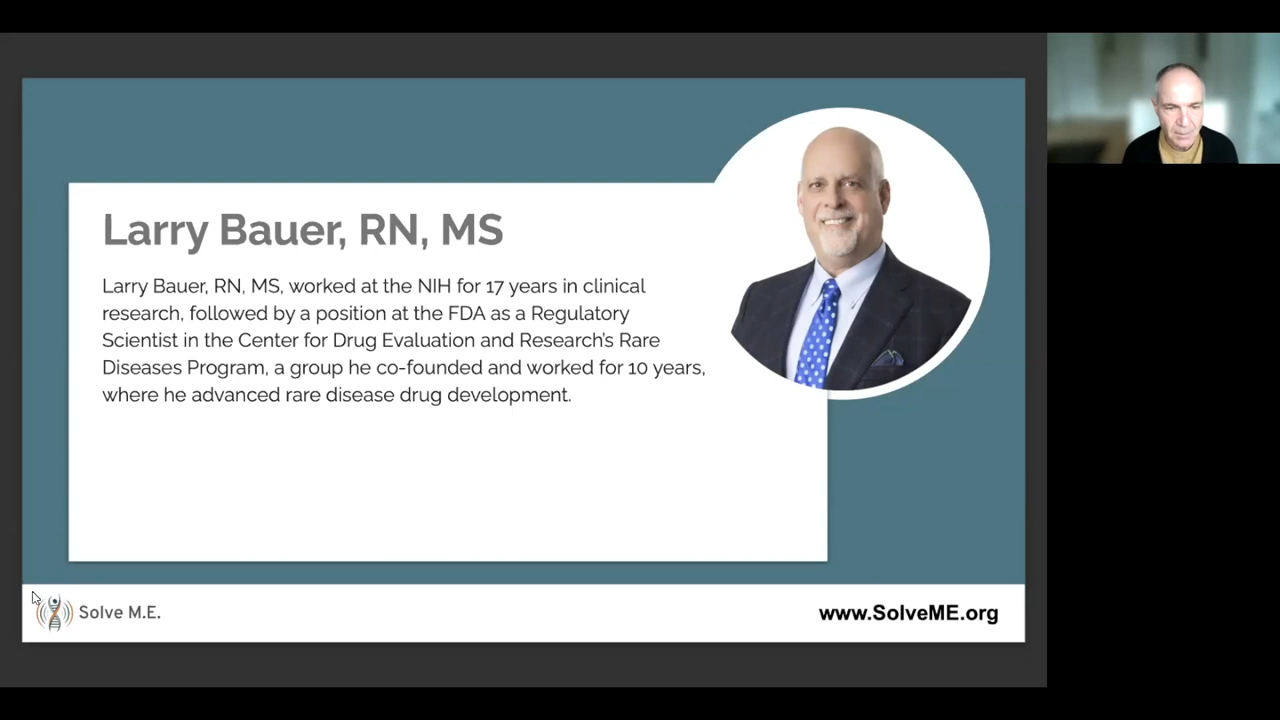 Larry Bauer, RN, MS
Larry Bauer, RN, MS, worked at the NIH for 17 years in clinical
research, followed by a position at the FDA as a Regulatory
Scientist in the Center for Drug Evaluation and Research’s Rare
Diseases Program, a group he co-founded and worked for 10 years,
where he advanced rare disease drug development.
Solve M.E.
www.SolveME.org